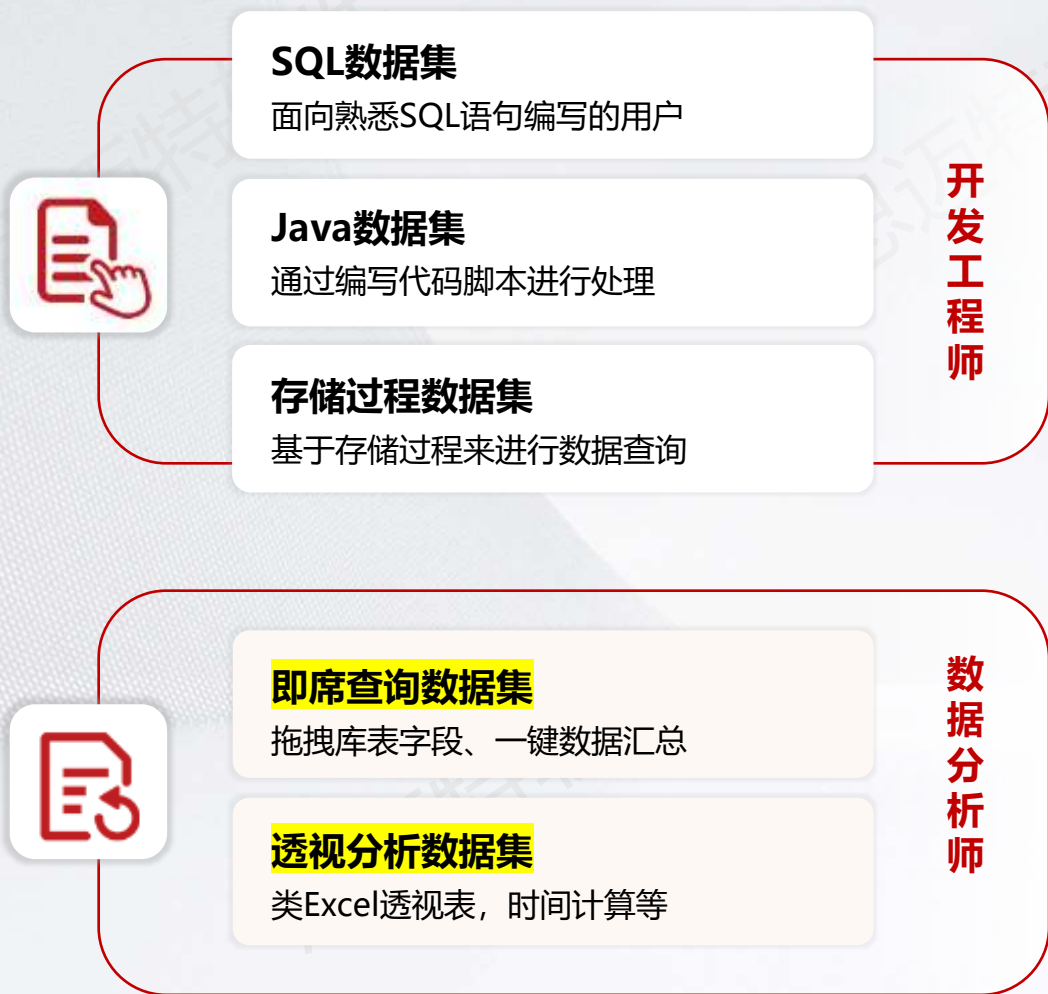 SQL数据集
面向熟悉SQL语句编写的用户
Java数据集
通过编写代码脚本进行处理
存储过程数据集
基于存储过程来进行数据查询
开发工程师
即席查询数据集
拖拽库表字段、一键数据汇总
透视分析数据集
类Excel透视表，时间计算等
数据分析师